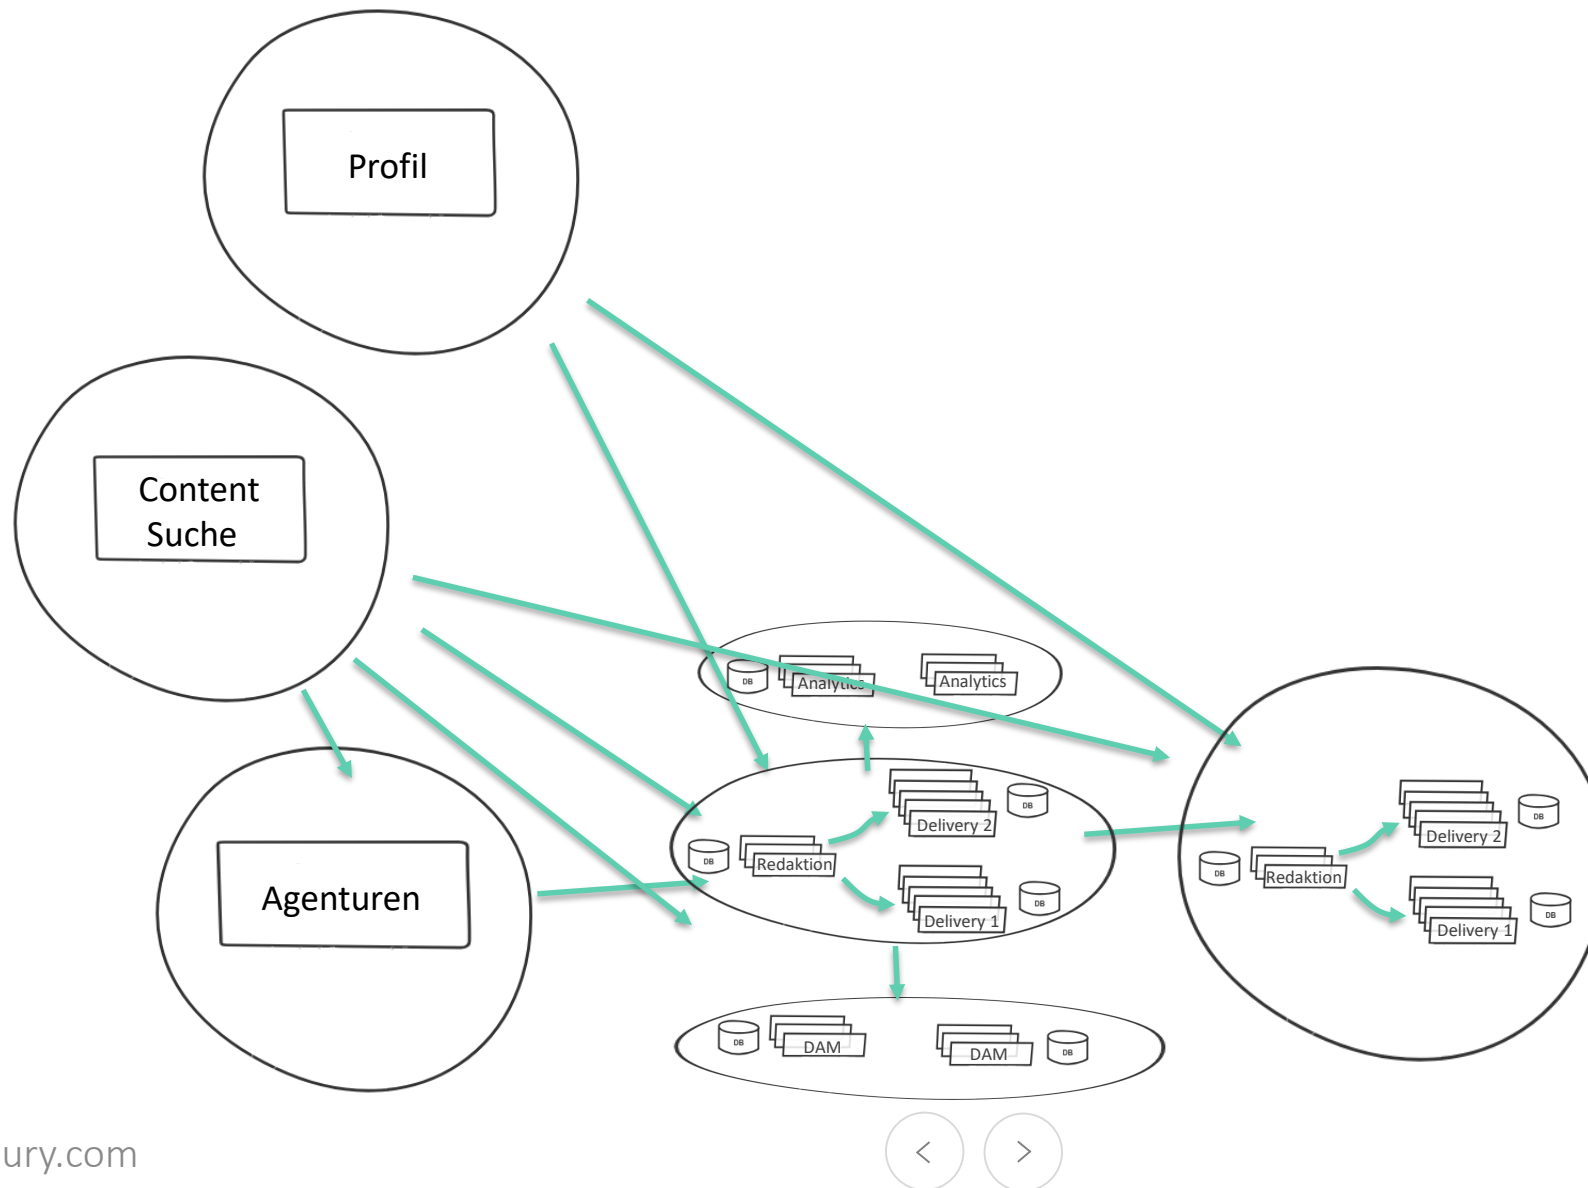 Profil
Content
Suche
Agenturen
DB
Analytics
Analytics
DB
Redaktion
Delivery 2
DB
Delivery 1
DB
DB
Redaktion
Delivery 2
DB
Delivery 1
DB
DB
DAM
DAM
DB
ury.com